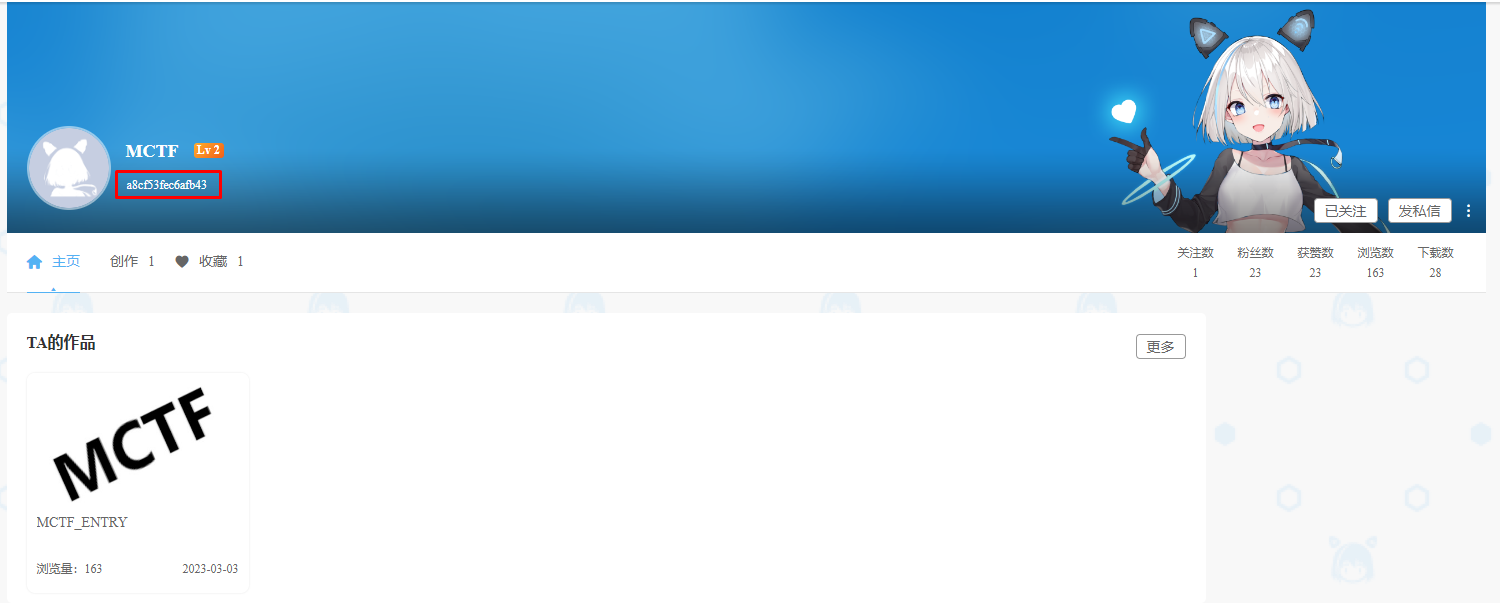 MCTF Lv 2
a8cf53fec6afb43
已关注 发私信
主页 创作 1 收藏 1
关注数 粉丝数 获赞数 浏览数 下载数
1 23 23 163 28
TA的作品 更多
MCTF
MCTF_ENTRY
浏览量：163 2023-03-03